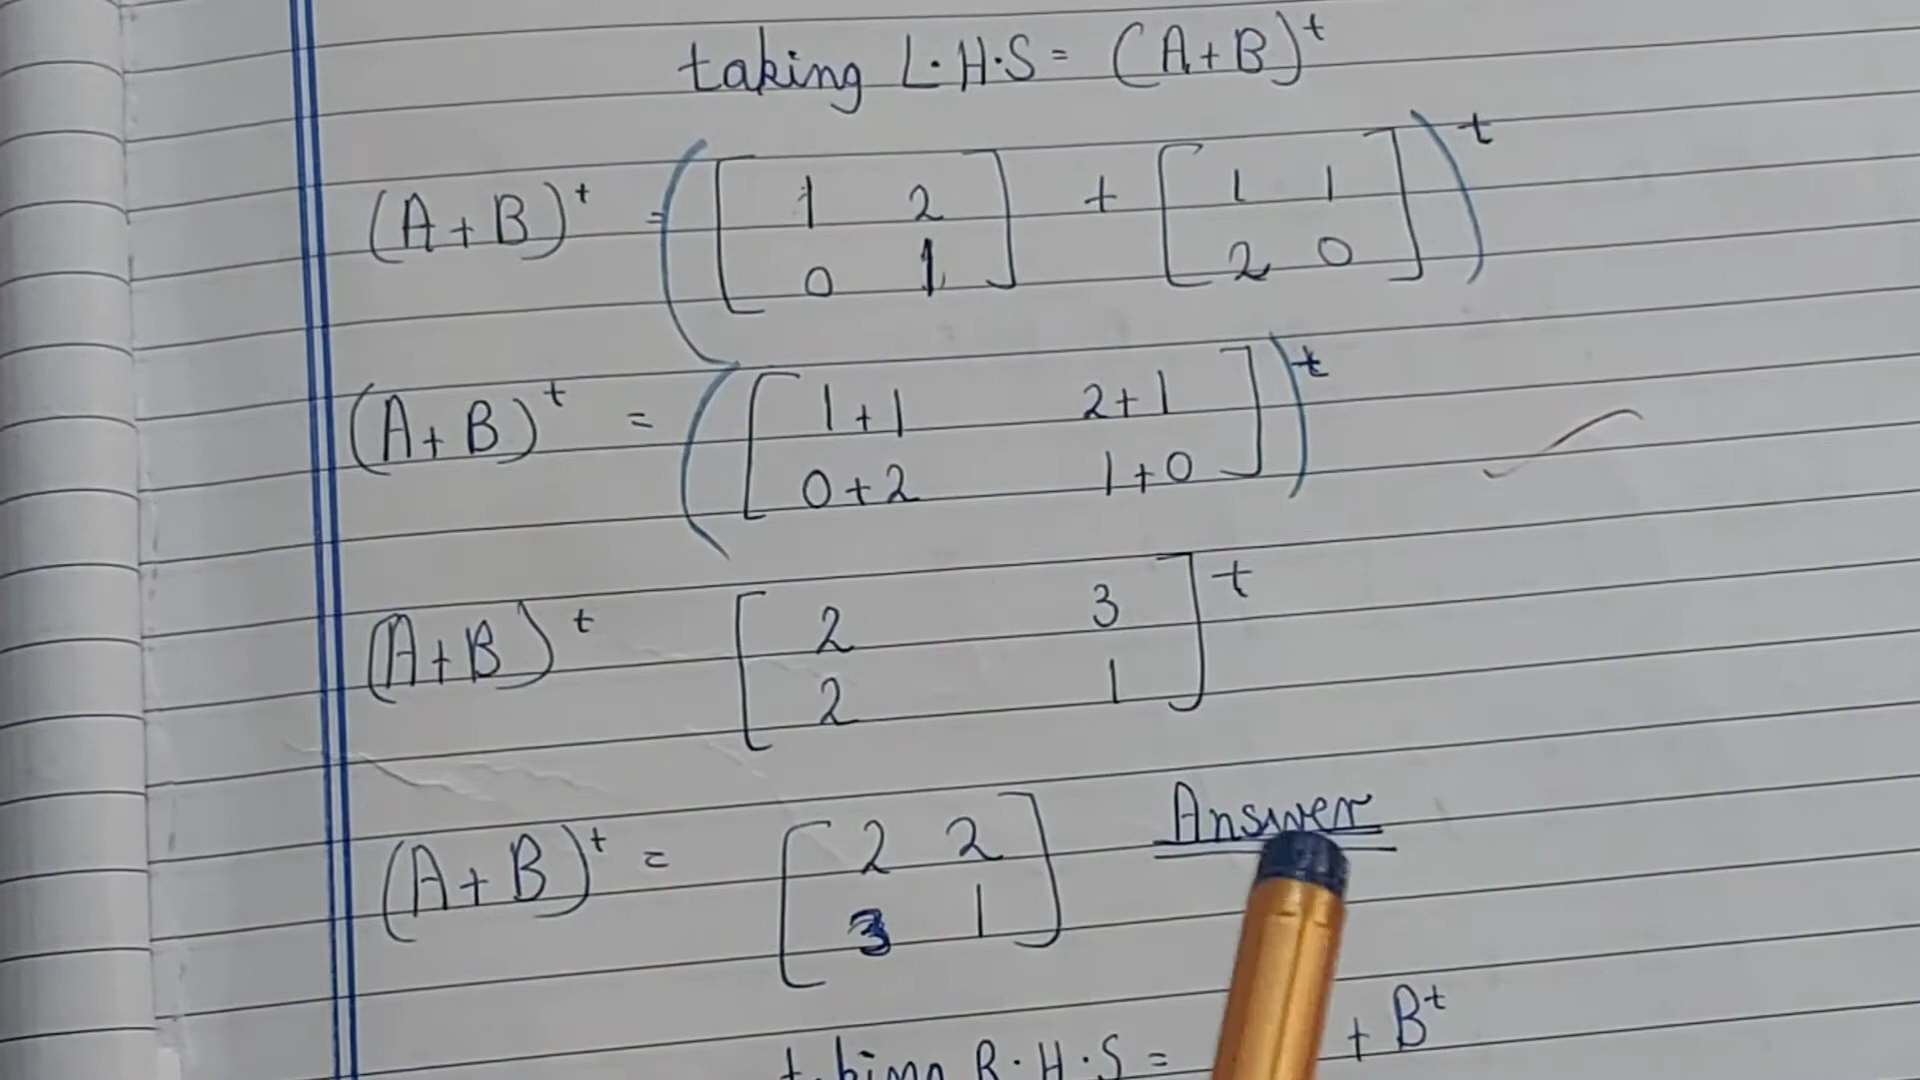 taking L.H.S = (A+B)^t
(A+B)^t = ([1 2; 0 1] + [1 1; 2 0])^t
(A+B)^t = ([1+1 2+1; 0+2 1+0])^t
(A+B)^t [2 3; 2 1]^t
(A+B)^t = [2 2; 3 1] Answer
taking R.H.S = + B^t